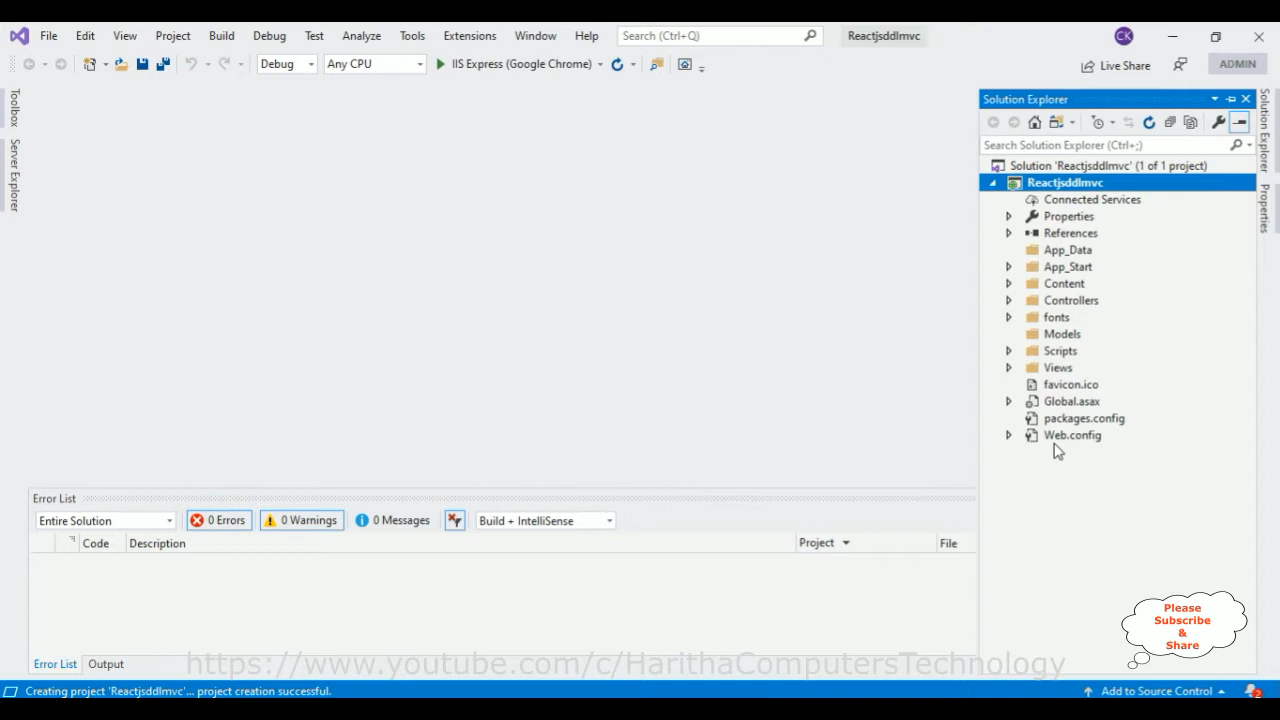 File Edit View Project Build Debug Test Analyze Tools Extensions Window Help Search (Ctrl+Q) Reactjsddlmvc CK
Debug Any CPU IIS Express (Google Chrome) Live Share ADMIN
Toolbox
Server Explorer
Solution Explorer
Search Solution Explorer (Ctrl+;)
Solution 'Reactjsddlmvc' (1 of 1 project)
Reactjsddlmvc
Connected Services
Properties
References
App_Data
App_Start
Content
Controllers
fonts
Models
Scripts
Views
favicon.ico
Global.asax
packages.config
Web.config
Solution Explorer
Properties
Error List
Entire Solution 0 Errors 0 Warnings 0 Messages Build + IntelliSense
Code Description Project File
Please
Subscribe
&
Share
Error List Output
https://www.youtube.com/c/HarithaComputersTechnology
Creating project 'Reactjsddlmvc'... project creation successful. Add to Source Control 2